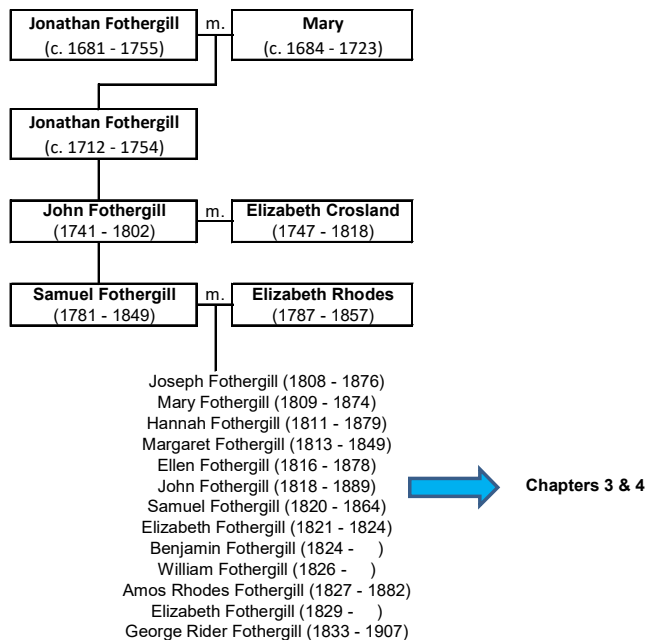 Jonathan Fothergill m. Mary
(c. 1681 - 1755) (c. 1684 - 1723)
Jonathan Fothergill
(c. 1712 - 1754)
John Fothergill m. Elizabeth Crosland
(1741 - 1802) (1747 - 1818)
Samuel Fothergill m. Elizabeth Rhodes
(1781 - 1849) (1787 - 1857)
Joseph Fothergill (1808 - 1876)
Mary Fothergill (1809 - 1874)
Hannah Fothergill (1811 - 1879)
Margaret Fothergill (1813 - 1849)
Ellen Fothergill (1816 - 1878)
John Fothergill (1818 - 1889) Chapters 3 & 4
Samuel Fothergill (1820 - 1864)
Elizabeth Fothergill (1821 - 1824)
Benjamin Fothergill (1824 -    )
William Fothergill (1826 -    )
Amos Rhodes Fothergill (1827 - 1882)
Elizabeth Fothergill (1829 -    )
George Rider Fothergill (1833 - 1907)